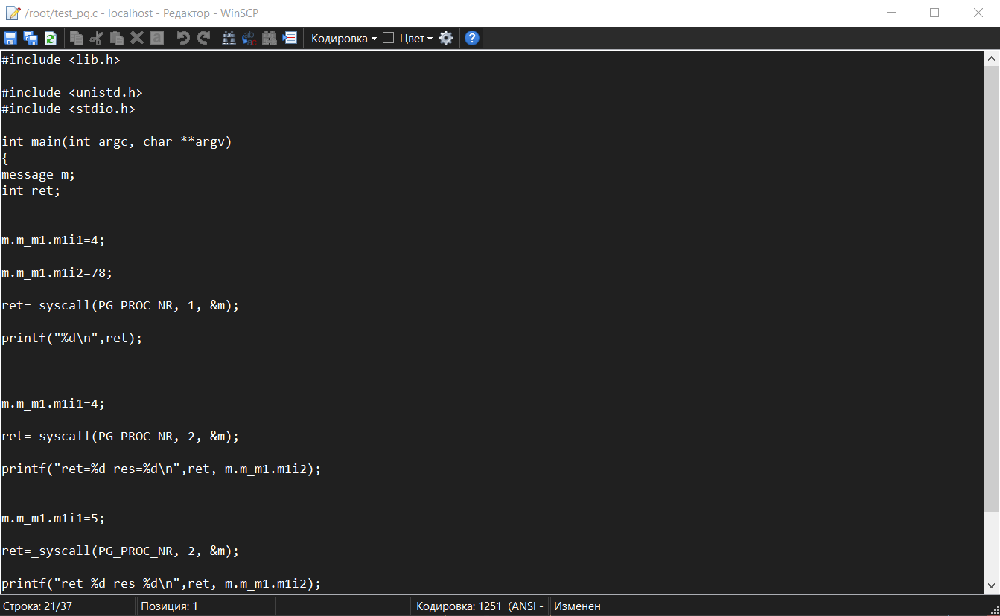 /root/test_pg.c - localhost - Редактор - WinSCP
Кодировка Цвет
#include <lib.h>
#include <unistd.h>
#include <stdio.h>
int main(int argc, char **argv)
{
message m;
int ret;
m.m_m1.m1i1=4;
m.m_m1.m1i2=78;
ret=_syscall(PG_PROC_NR, 1, &m);
printf("%d\n",ret);
m.m_m1.m1i1=4;
ret=_syscall(PG_PROC_NR, 2, &m);
printf("ret=%d res=%d\n",ret, m.m_m1.m1i2);
m.m_m1.m1i1=5;
ret=_syscall(PG_PROC_NR, 2, &m);
printf("ret=%d res=%d\n",ret, m.m_m1.m1i2);
Строка: 21/37 Позиция: 1 Кодировка: 1251 (ANSI - Изменён